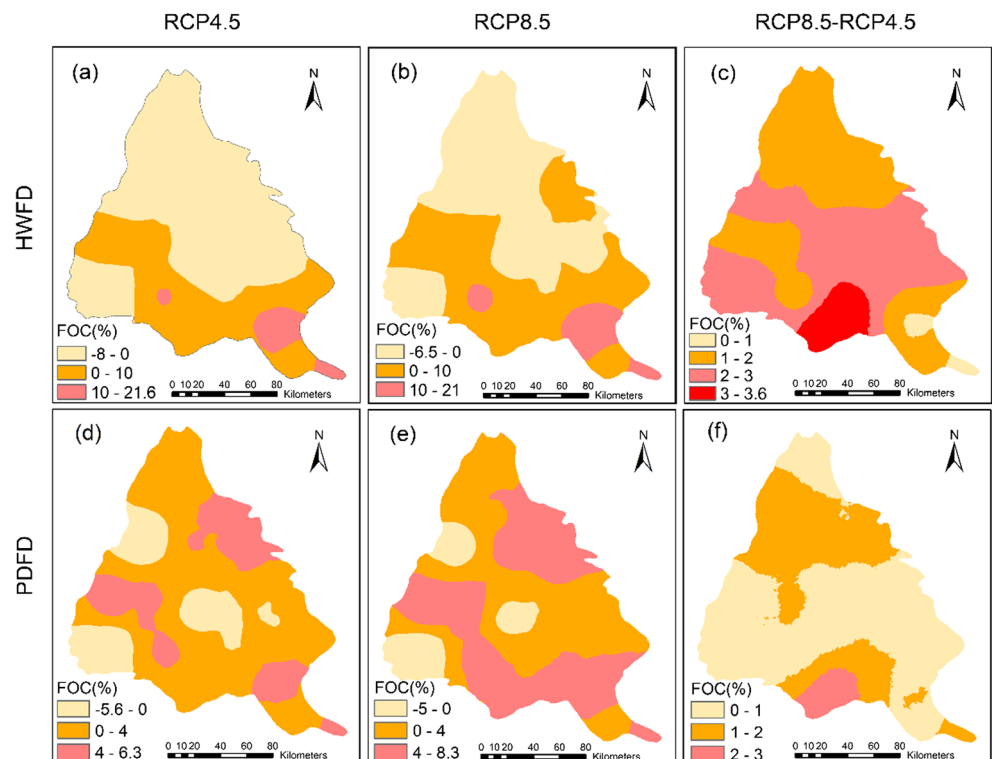 RCP4.5 RCP8.5 RCP8.5-RCP4.5
HWFD
(a)
N
FOC(%)
-8 - 0
0 - 10
10 - 21.6
0 10 20 40 60 80
Kilometers
(b)
N
FOC(%)
-6.5 - 0
0 - 10
10 - 21
0 10 20 40 60 80
Kilometers
(c)
N
FOC(%)
0 - 1
1 - 2
2 - 3
3 - 3.6
0 10 20 40 60 80
Kilometers
PDFD
(d)
N
FOC(%)
-5.6 - 0
0 - 4
4 - 6.3
0 10 20 40 60 80
Kilometers
(e)
N
FOC(%)
-5 - 0
0 - 4
4 - 8.3
0 10 20 40 60 80
Kilometers
(f)
N
FOC(%)
0 - 1
1 - 2
2 - 3
0 10 20 40 60 80
Kilometers